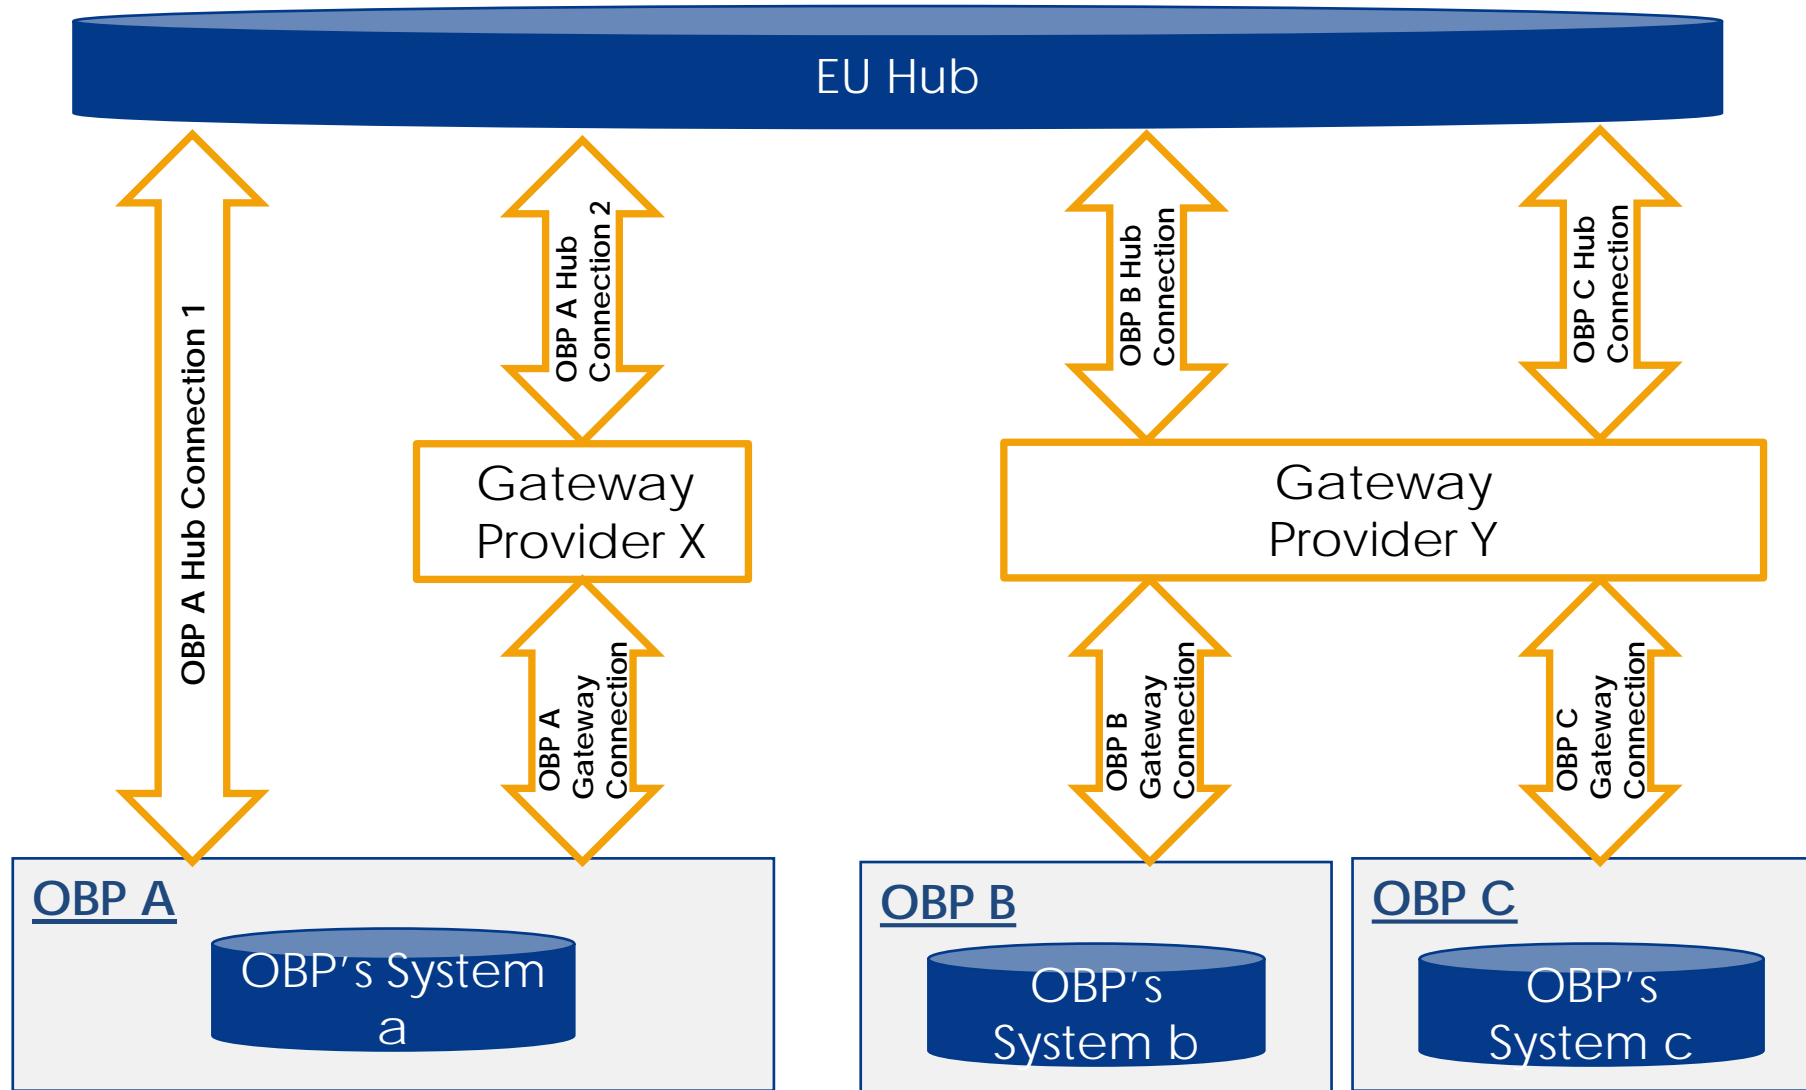 EU Hub
OBP A Hub Connection 1
OBP A Hub
Connection 2
OBP B Hub
Connection
OBP C Hub
Connection
Gateway
Provider X
Gateway
Provider Y
OBP A
Gateway
Connection
OBP B
Gateway
Connection
OBP C
Gateway
Connection
OBP A
OBP's System
a
OBP B
OBP's
System b
OBP C
OBP's
System c